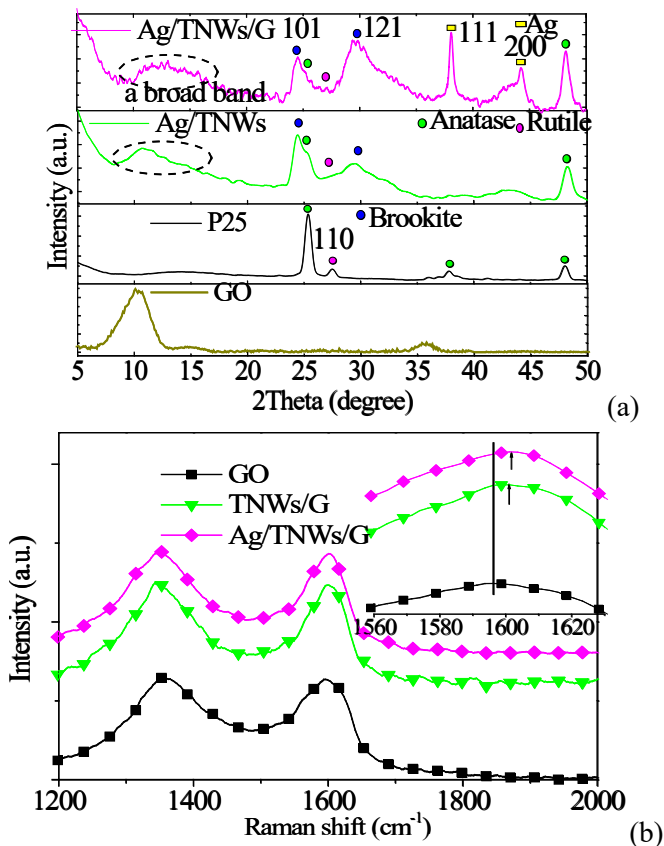 Ag/TNWs/G 101 121 111 Ag
200
a broad band
Ag/TNWs Anatase Rutile
P25 110 Brookite
GO
Intensity (a.u.)
5 10 15 20 25 30 35 40 45 50
2Theta (degree)
(a)
GO
TNWs/G
Ag/TNWs/G
1560 1580 1600 1620
Intensity (a.u.)
1200 1400 1600 1800 2000
Raman shift (cm⁻¹)
(b)